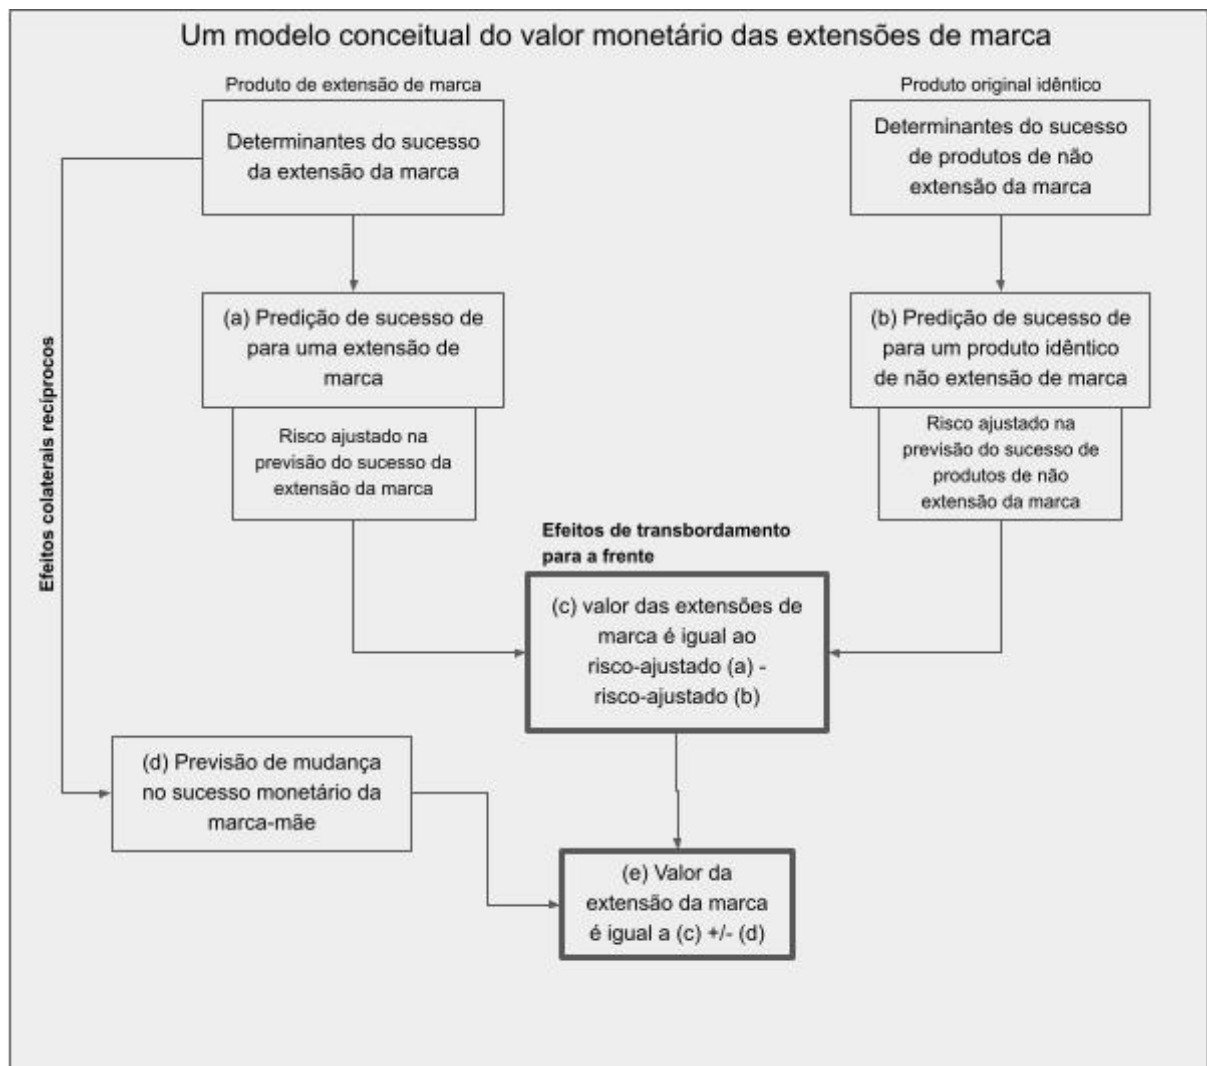 Um modelo conceitual do valor monetário das extensões de marca
Produto de extensão de marca
Determinantes do sucesso
da extensão da marca
Produto original idêntico
Determinantes do sucesso
de produtos de não
extensão da marca
(a) Predição de sucesso de
para uma extensão de
marca
Risco ajustado na
previsão do sucesso da
extensão da marca
(b) Predição de sucesso de
para um produto idêntico
de não extensão de marca
Risco ajustado na
previsão do sucesso de
produtos de não
extensão da marca
Efeitos colaterais recíprocos
Efeitos de transbordamento
para a frente
(c) valor das extensões de
marca é igual ao
risco-ajustado (a) -
risco-ajustado (b)
(d) Previsão de mudança
no sucesso monetário da
marca-mãe
(e) Valor da
extensão da marca
é igual a (c) +/- (d)